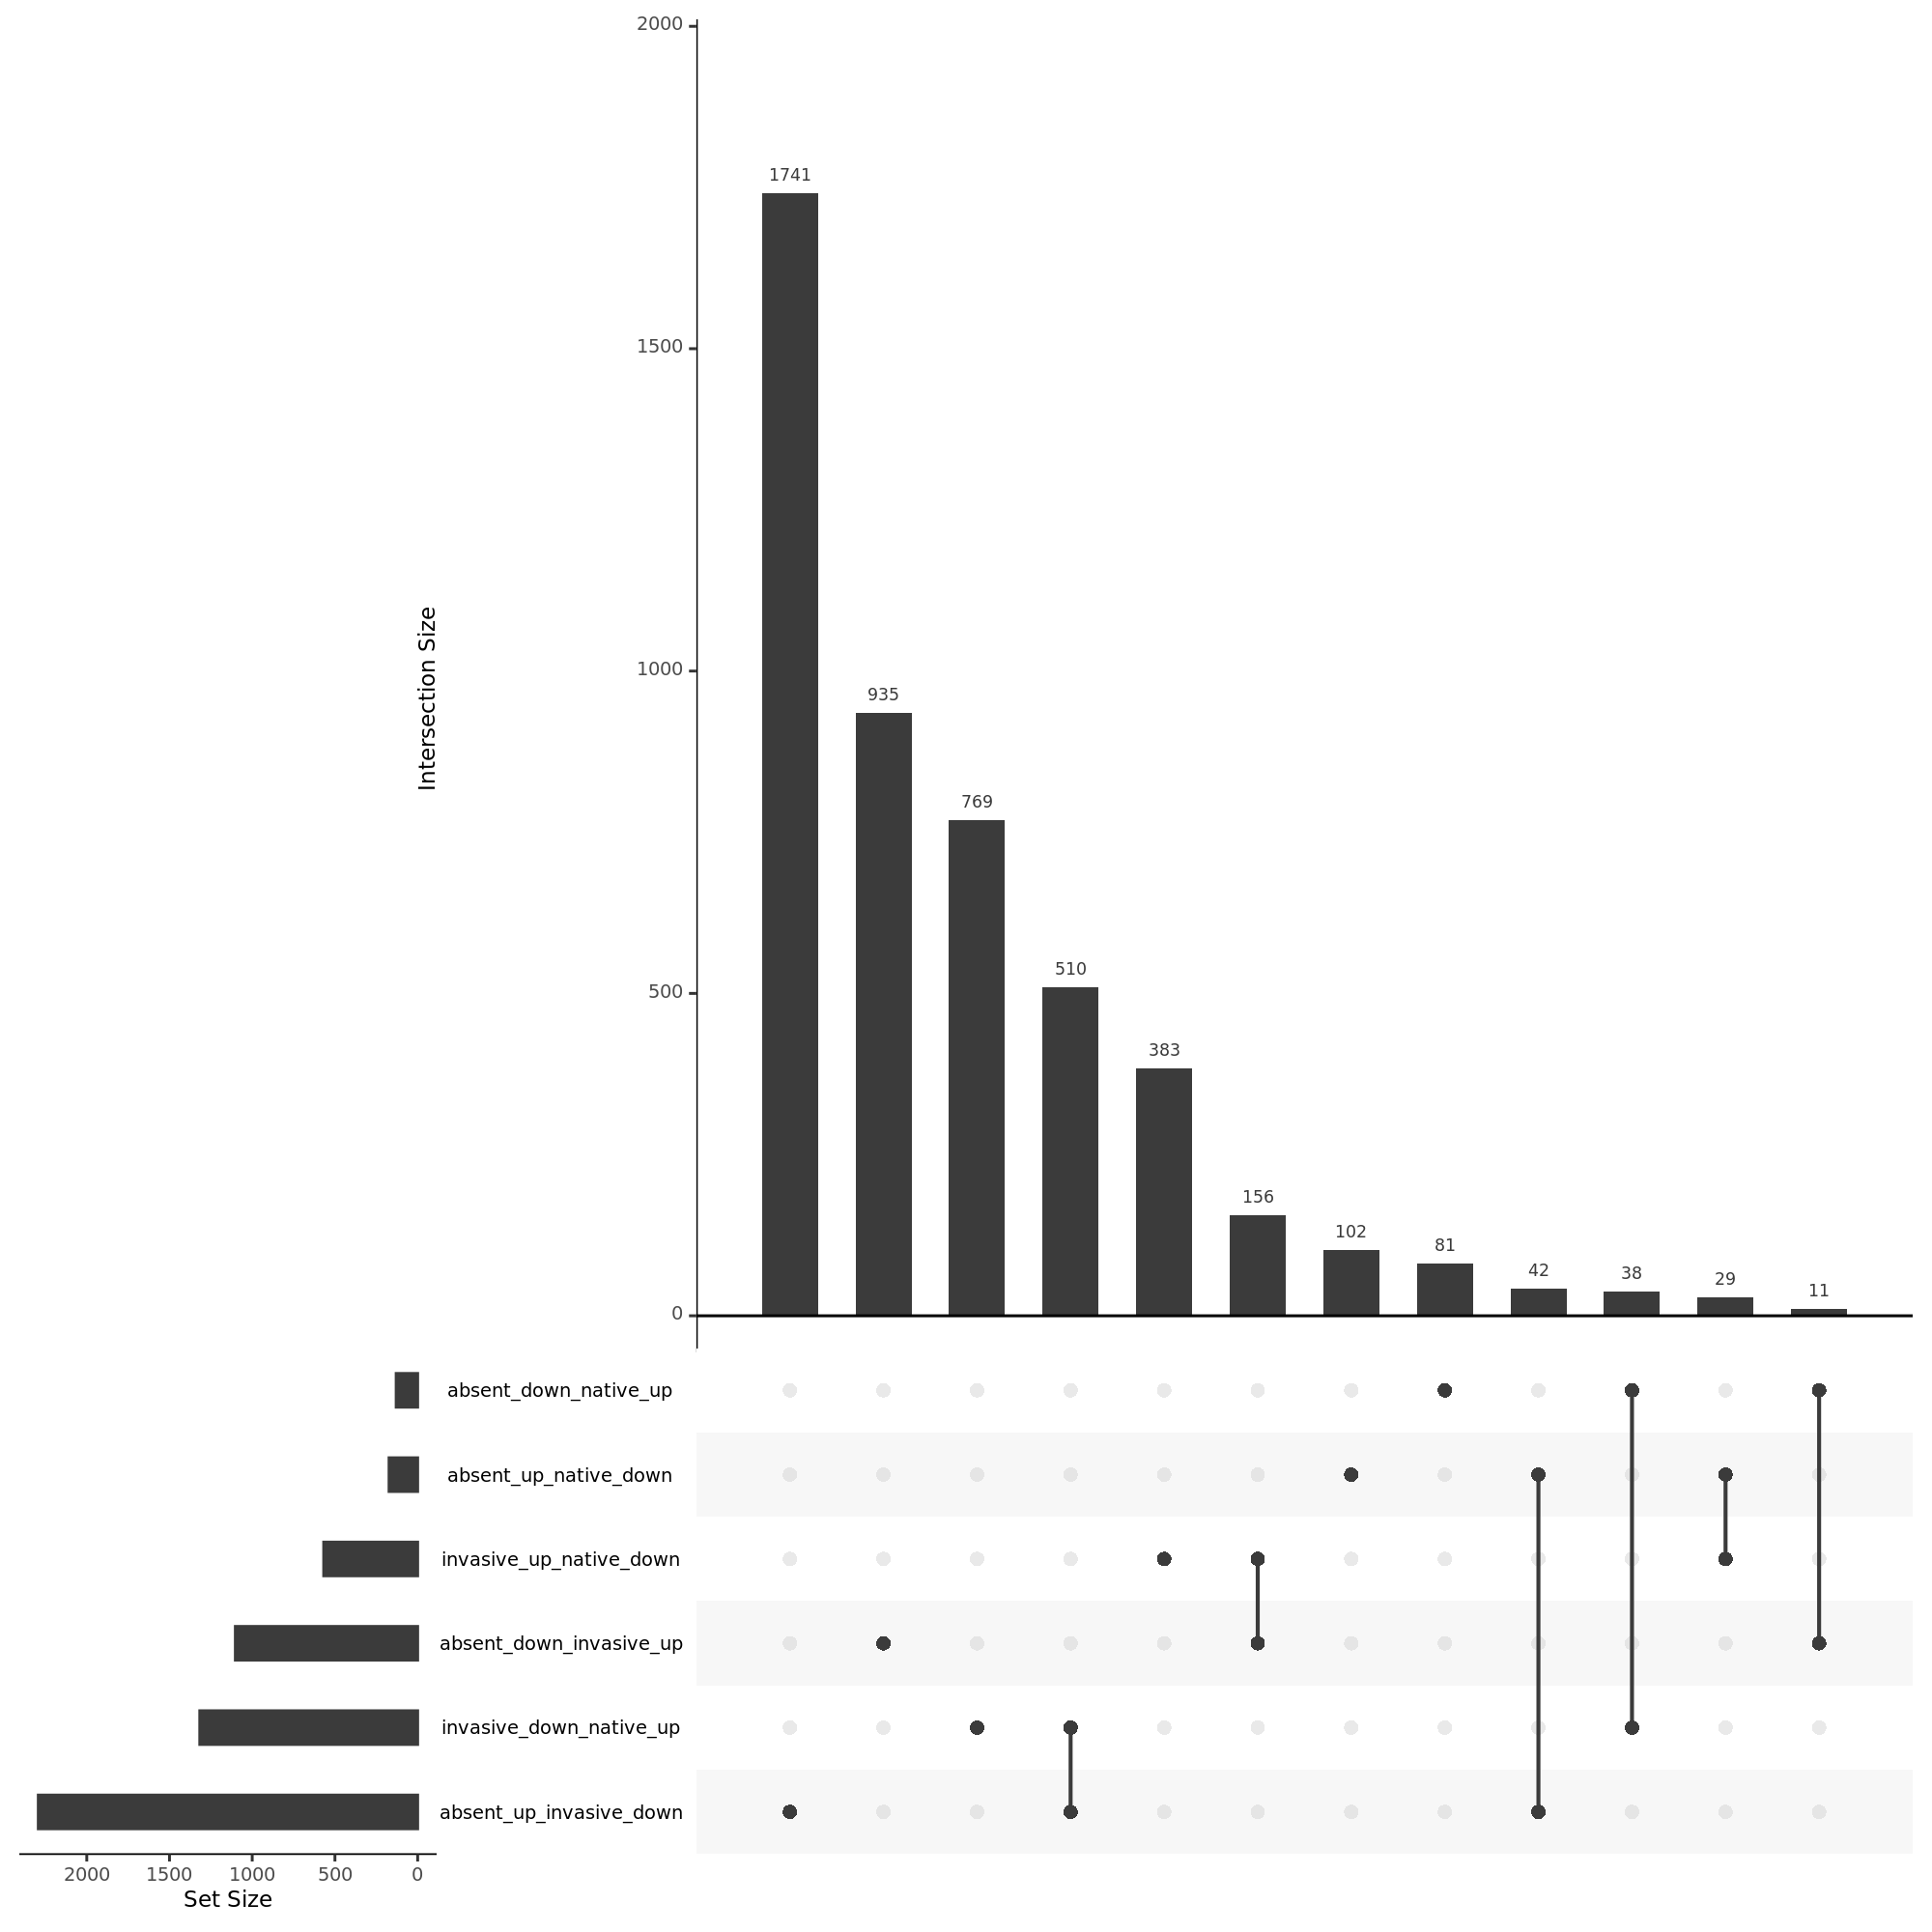 2000
1500
1000
500
0
Intersection Size
1741
935
769
510
383
156
102
81
42
38
29
11
absent_down_native_up
absent_up_native_down
invasive_up_native_down
absent_down_invasive_up
invasive_down_native_up
absent_up_invasive_down
2000 1500 1000 500 0
Set Size